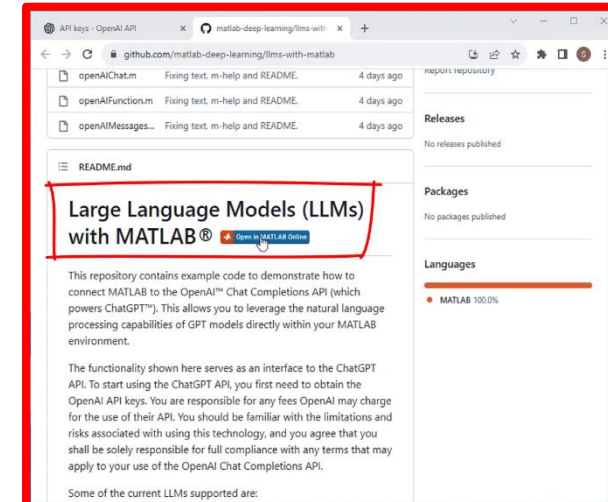 API keys - OpenAI API
matlab-deep-learning/llms-with-
github.com/matlab-deep-learning/llms-with-matlab
openAIChat.m Fixing text, m-help and README. 4 days ago
openAIFunction.m Fixing text, m-help and README. 4 days ago
openAIMessages... Fixing text, m-help and README. 4 days ago
README.md
Large Language Models (LLMs)
with MATLAB® Open in MATLAB Online
This repository contains example code to demonstrate how to
connect MATLAB to the OpenAI™ Chat Completions API (which
powers ChatGPT™). This allows you to leverage the natural language
processing capabilities of GPT models directly within your MATLAB
environment.
The functionality shown here serves as an interface to the ChatGPT
API. To start using the ChatGPT API, you first need to obtain the
OpenAI API keys. You are responsible for any fees OpenAI may charge
for the use of their API. You should be familiar with the limitations and
risks associated with using this technology, and you agree that you
shall be solely responsible for full compliance with any terms that may
apply to your use of the OpenAI Chat Completions API.
Some of the current LLMs supported are:
Report repository
Releases
No releases published
Packages
No packages published
Languages
MATLAB 100.0%
S